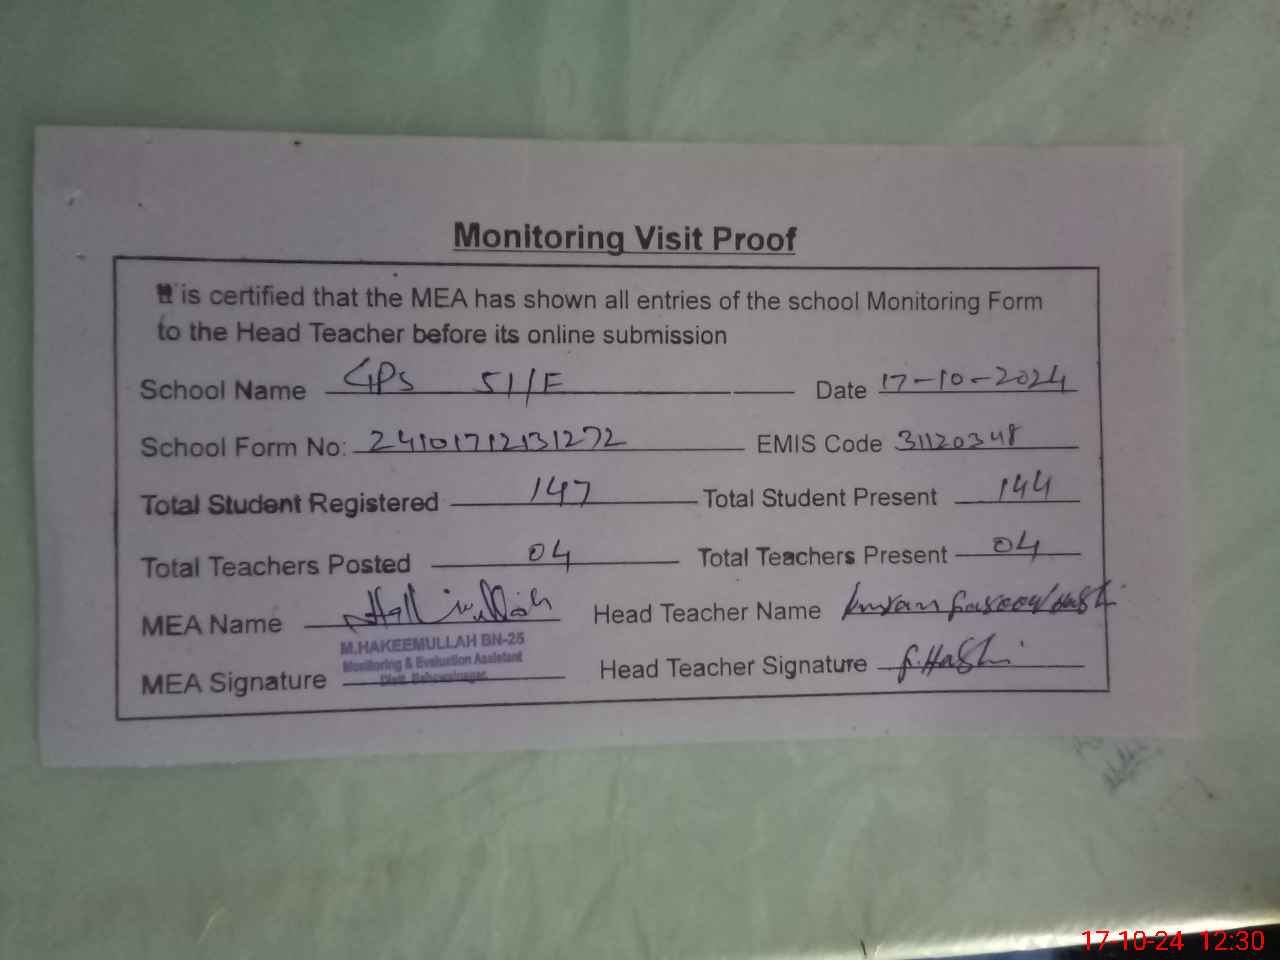 Monitoring Visit Proof
It is certified that the MEA has shown all entries of the school Monitoring Form
to the Head Teacher before its online submission
School Name GPS 51/E Date 17-10-2024
School Form No: 24101712131272 EMIS Code 31120348
Total Student Registered 147 Total Student Present 144
Total Teachers Posted 04 Total Teachers Present 04
MEA Name Head Teacher Name
M.HAKEEMULLAH BN-25
Monitoring & Evaluation Assistant
Distt. Bahawalnagar
MEA Signature Head Teacher Signature F.Hashi
17-10-24 12:30